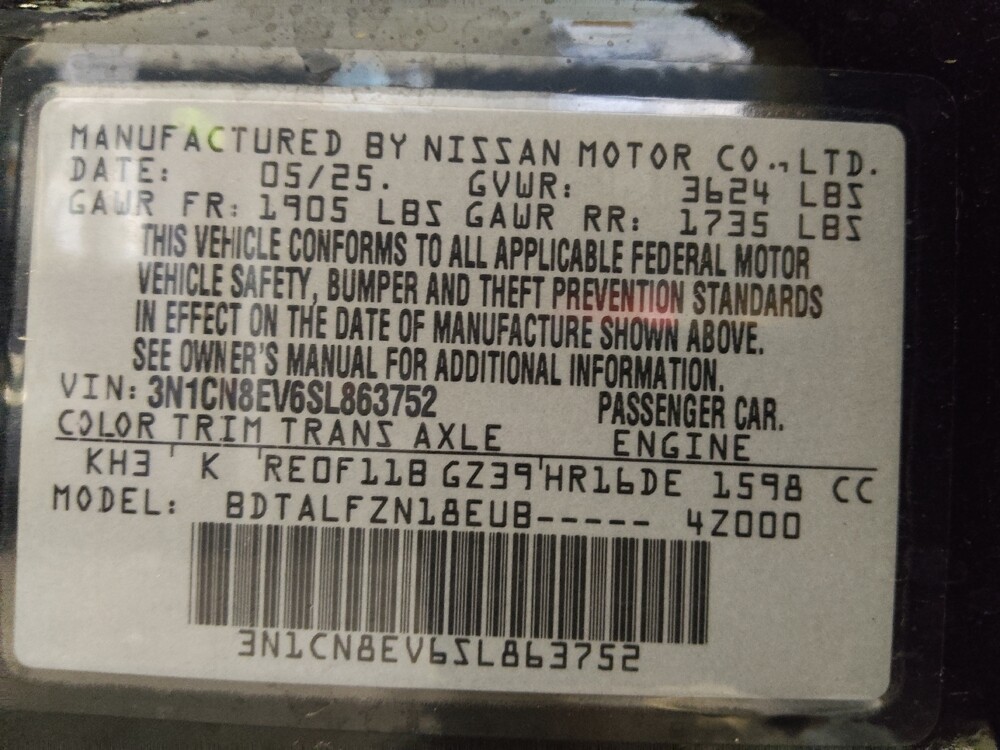 MANUFACTURED BY NISSAN MOTOR CO.,LTD.
DATE: 05/25. GVWR: 3624 LBS
GAWR FR: 1905 LBS GAWR RR: 1735 LBS
THIS VEHICLE CONFORMS TO ALL APPLICABLE FEDERAL MOTOR
VEHICLE SAFETY, BUMPER AND THEFT PREVENTION STANDARDS
IN EFFECT ON THE DATE OF MANUFACTURE SHOWN ABOVE.
SEE OWNER'S MANUAL FOR ADDITIONAL INFORMATION.
VIN: 3N1CN8EV6SL863752 PASSENGER CAR.
COLOR TRIM TRANS AXLE ENGINE
KH3 ' K 'RE0F11B GZ39'HR16DE 1598 CC
MODEL: BDTALFZN18EUB----- 4Z000
3N1CN8EV6SL863752